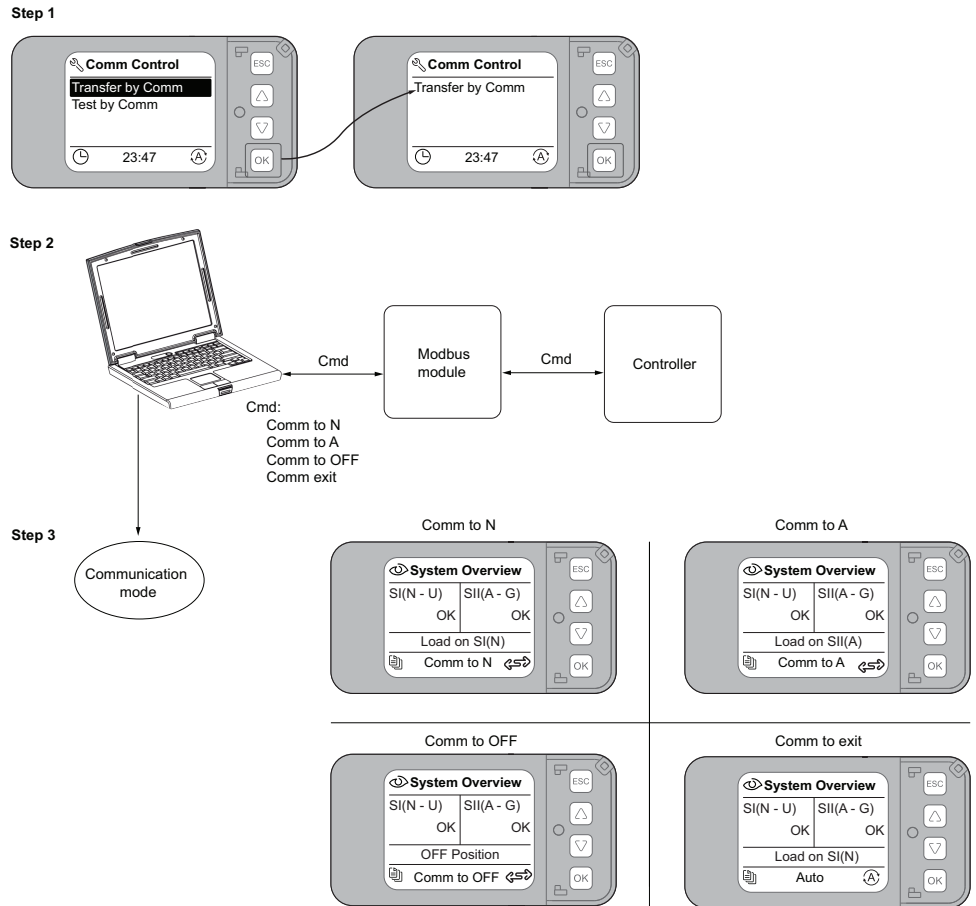 Step 1
Comm Control
Transfer by Comm
Test by Comm
23:47
A
ESC
OK
Comm Control
Transfer by Comm
23:47
A
ESC
OK
Step 2
Cmd
Modbus
module
Cmd
Controller
Cmd:
Comm to N
Comm to A
Comm to OFF
Comm exit
Step 3
Communication
mode
Comm to N
System Overview
SI(N - U) SII(A - G)
OK OK
Load on SI(N)
Comm to N
ESC
OK
Comm to A
System Overview
SI(N - U) SII(A - G)
OK OK
Load on SII(A)
Comm to A
ESC
OK
Comm to OFF
System Overview
SI(N - U) SII(A - G)
OK OK
OFF Position
Comm to OFF
ESC
OK
Comm to exit
System Overview
SI(N - U) SII(A - G)
OK OK
Load on SI(N)
Auto A
ESC
OK